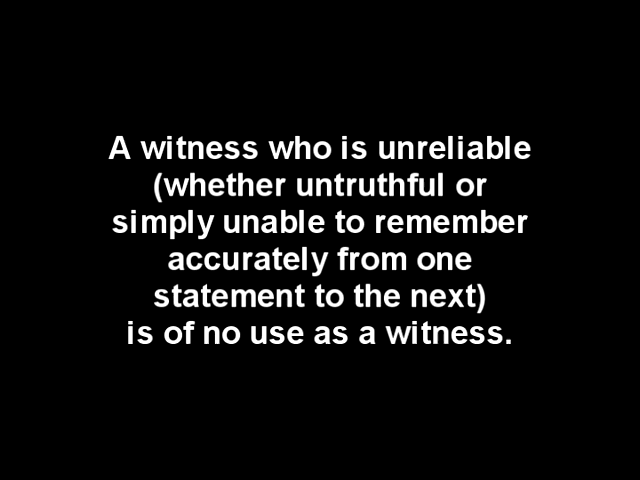 A witness who is unreliable
(whether untruthful or
simply unable to remember
accurately from one
statement to the next)
is of no use as a witness.